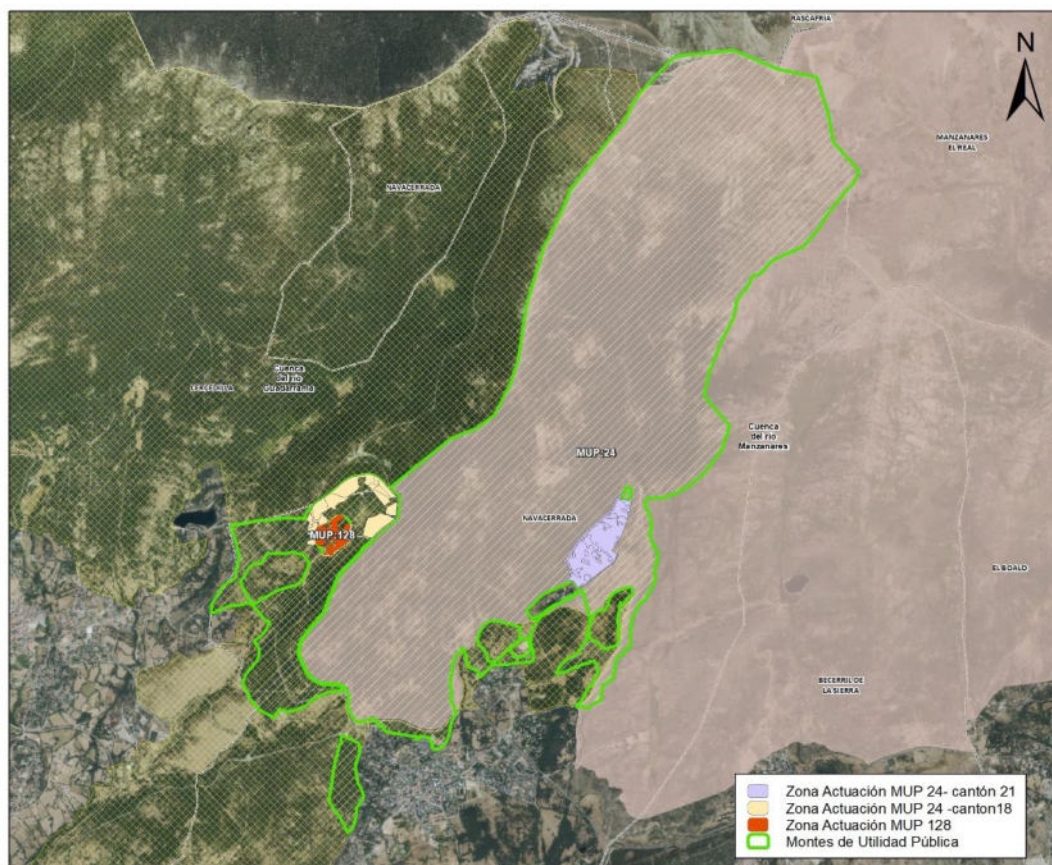 RASCAFRIA
N
MANZANARES
EL REAL
NAVACERRADA
CERCEDILLA
Cuenca
del río
Guadarrama
Cuenca
del río
Manzanares
MUP:24
NAVACERRADA
MUP:128
EL BOALO
BECERRIL DE
LA SIERRA
Zona Actuación MUP 24- cantón 21
Zona Actuación MUP 24 -canton18
Zona Actuación MUP 128
Montes de Utilidad Pública